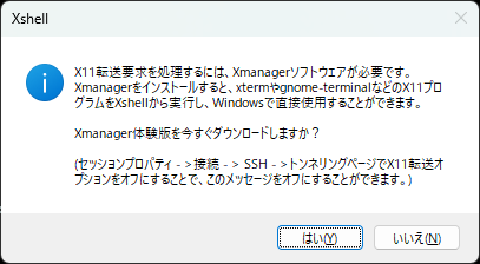 Xshell
X11転送要求を処理するには、Xmanagerソフトウェアが必要です。
Xmanagerをインストールすると、xtermやgnome-terminalなどのX11プロ
グラムをXshellから実行し、Windowsで直接使用することができます。
Xmanager体験版を今すぐダウンロードしますか？
(セッションプロパティ - > 接続 - > SSH - >トンネリングページでX11転送オ
プションをオフにすることで、このメッセージをオフにすることができます。)
はい(Y)
いいえ(N)